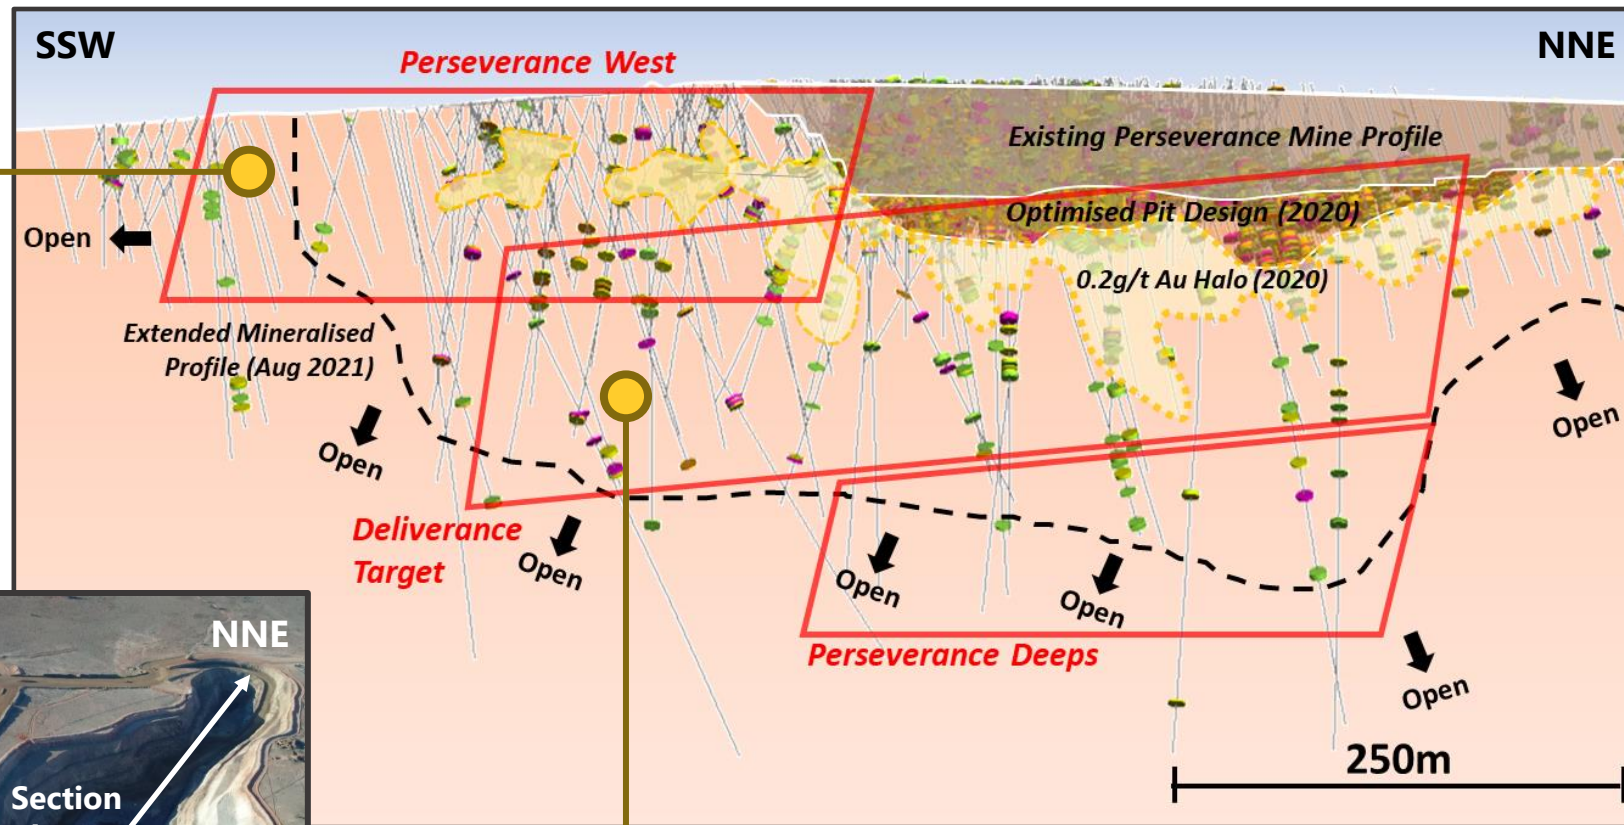 SSW
NNE
Perseverance West
Existing Perseverance Mine Profile
Optimised Pit Design (2020)
Open
0.2g/t Au Halo (2020)
Extended Mineralised
Profile (Aug 2021)
Open
Open
Deliverance
Target
Open
Open
Open
Perseverance Deeps
Open
250m
NNE
Section